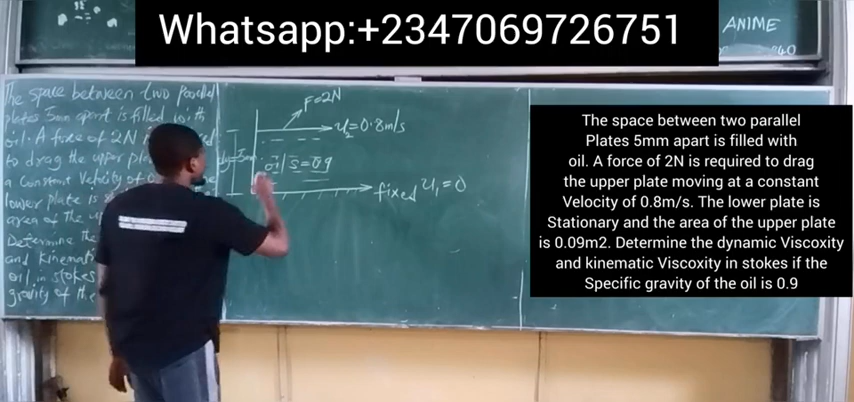 Whatsapp:+2347069726751
ANIME
The space between two parallel
plates 5mm apart is filled with
oil. A force of 2N is
to drag the upper
a constant Velocity of
lower plate is
area of the
Determine the
and kinemati
oil in stokes
gravity of the
F=2N
u₂=0.8m/s
oil S=0.9
fixed u₁=0
The space between two parallel
Plates 5mm apart is filled with
oil. A force of 2N is required to drag
the upper plate moving at a constant
Velocity of 0.8m/s. The lower plate is
Stationary and the area of the upper plate
is 0.09m2. Determine the dynamic Viscoxity
and kinematic Viscoxity in stokes if the
Specific gravity of the oil is 0.9